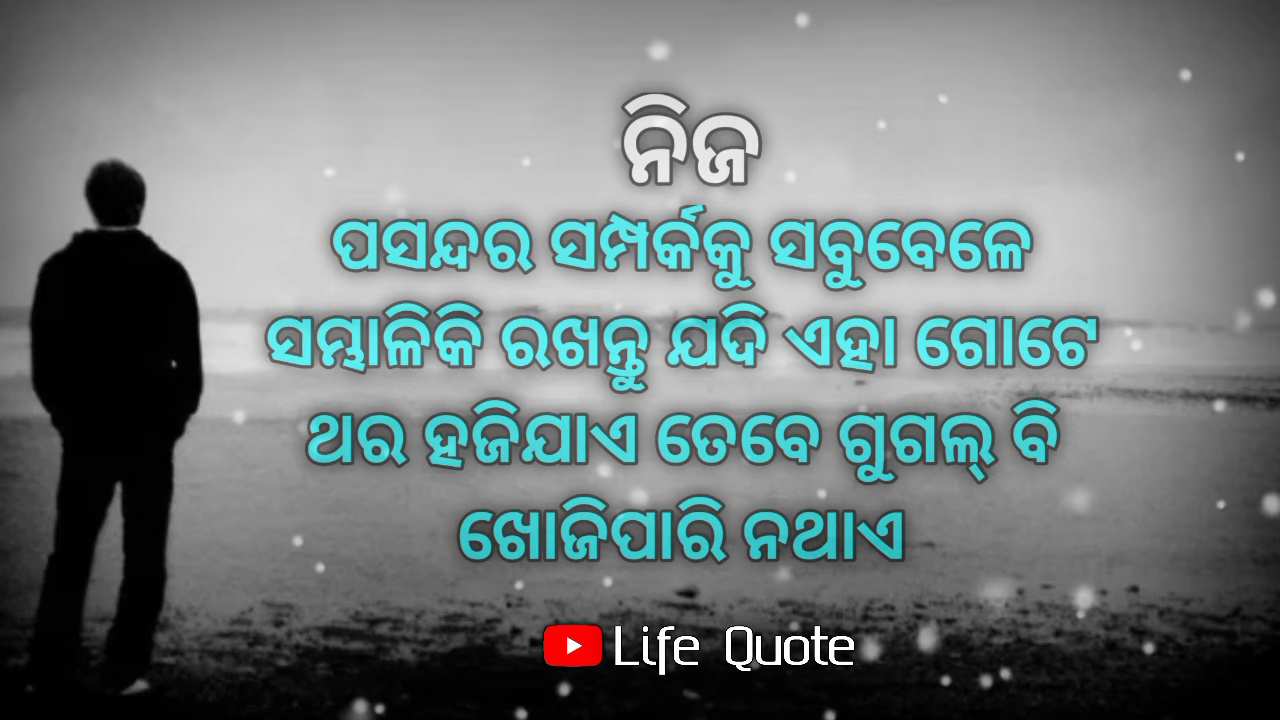 ନିଜ
ପସନ୍ଦର ସମ୍ପର୍କକୁ ସବୁବେଳେ
ସମ୍ଭାଳିକି ରଖନ୍ତୁ ଯଦି ଏହା ଗୋଟେ
ଥର ହଜିଯାଏ ତେବେ ଗୁଗଲ୍ ବି
ଖୋଜିପାରି ନଥାଏ
Life Quote